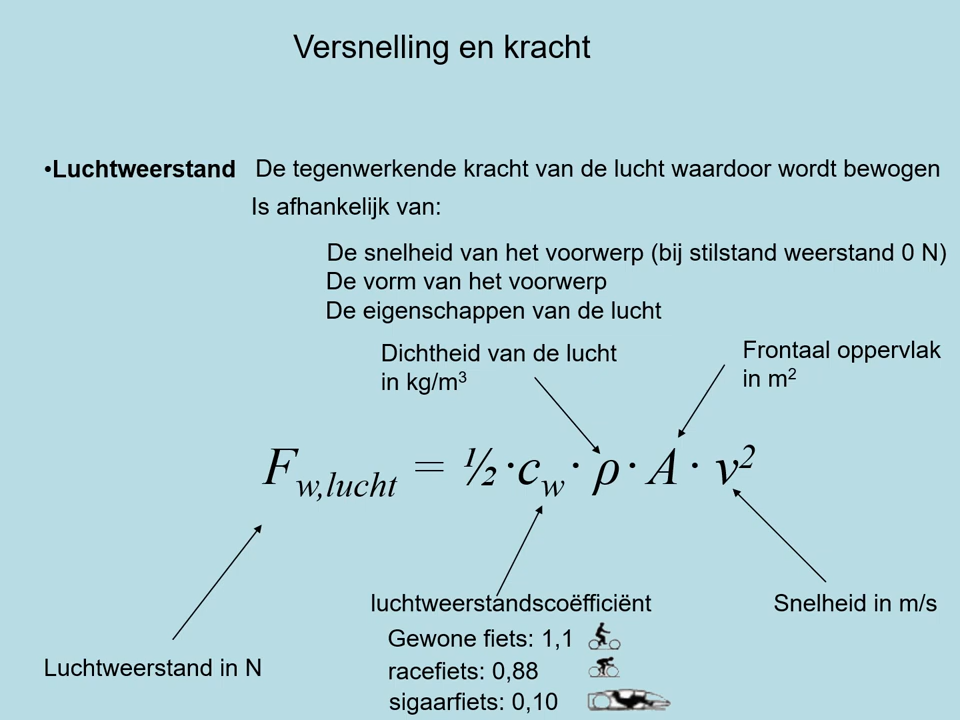 Versnelling en kracht
•Luchtweerstand De tegenwerkende kracht van de lucht waardoor wordt bewogen
Is afhankelijk van:
De snelheid van het voorwerp (bij stilstand weerstand 0 N)
De vorm van het voorwerp
De eigenschappen van de lucht
Dichtheid van de lucht
in kg/m³
Frontaal oppervlak
in m²
F_w,lucht = ½·c_w· ρ· A · v²
luchtweerstandscoëfficiënt
Gewone fiets: 1,1
racefiets: 0,88
sigaarfiets: 0,10
Snelheid in m/s
Luchtweerstand in N